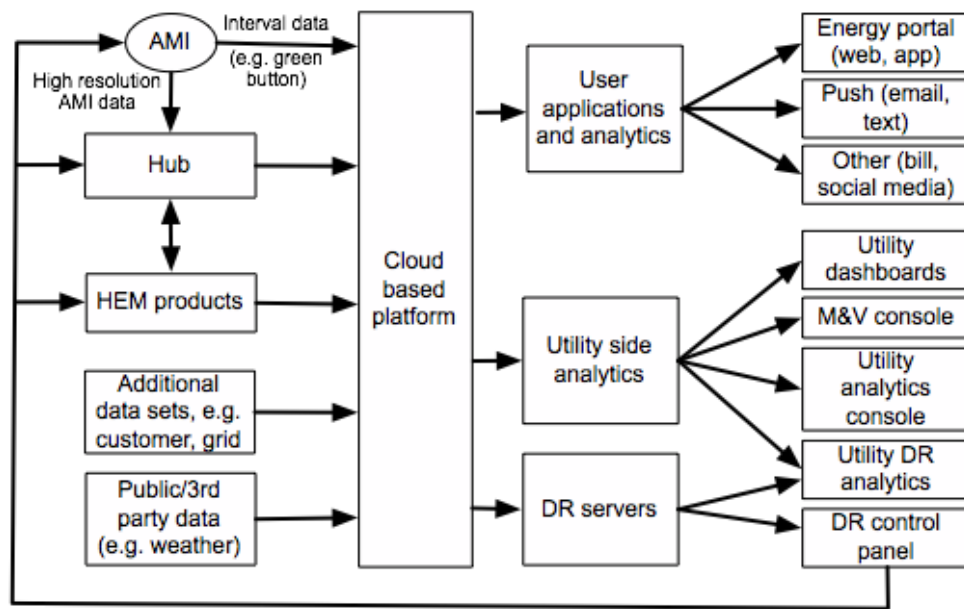 AMI
Interval data
(e.g. green
button)
High resolution
AMI data
Hub
HEM products
Additional
data sets, e.g.
customer, grid
Public/3rd
party data
(e.g. weather)
Cloud
based
platform
User
applications
and analytics
Utility side
analytics
DR servers
Energy portal
(web, app)
Push (email,
text)
Other (bill,
social media)
Utility
dashboards
M&V console
Utility
analytics
console
Utility DR
analytics
DR control
panel